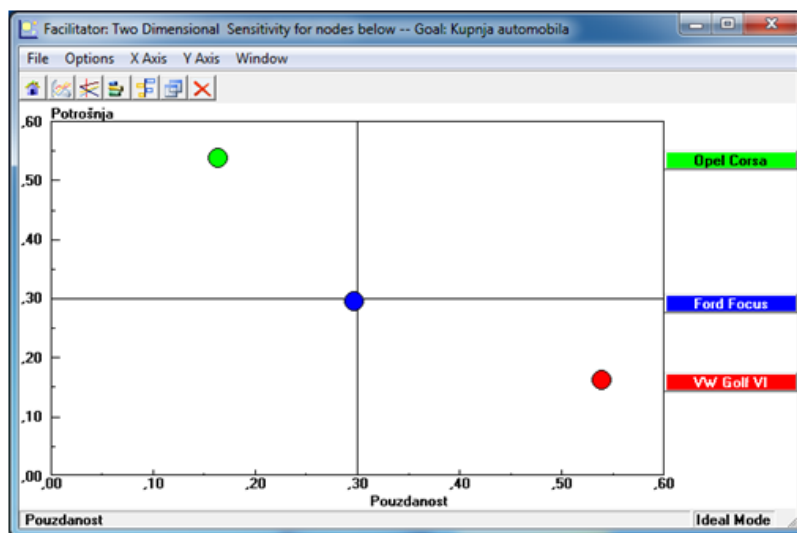 Facilitator: Two Dimensional Sensitivity for nodes below -- Goal: Kupnja automobila
File Options X Axis Y Axis Window
Potrošnja
,60
,50
,40
,30
,20
,10
,00
,00 ,10 ,20 ,30 ,40 ,50 ,60
Pouzdanost
Opel Corsa
Ford Focus
VW Golf VI
Pouzdanost Ideal Mode